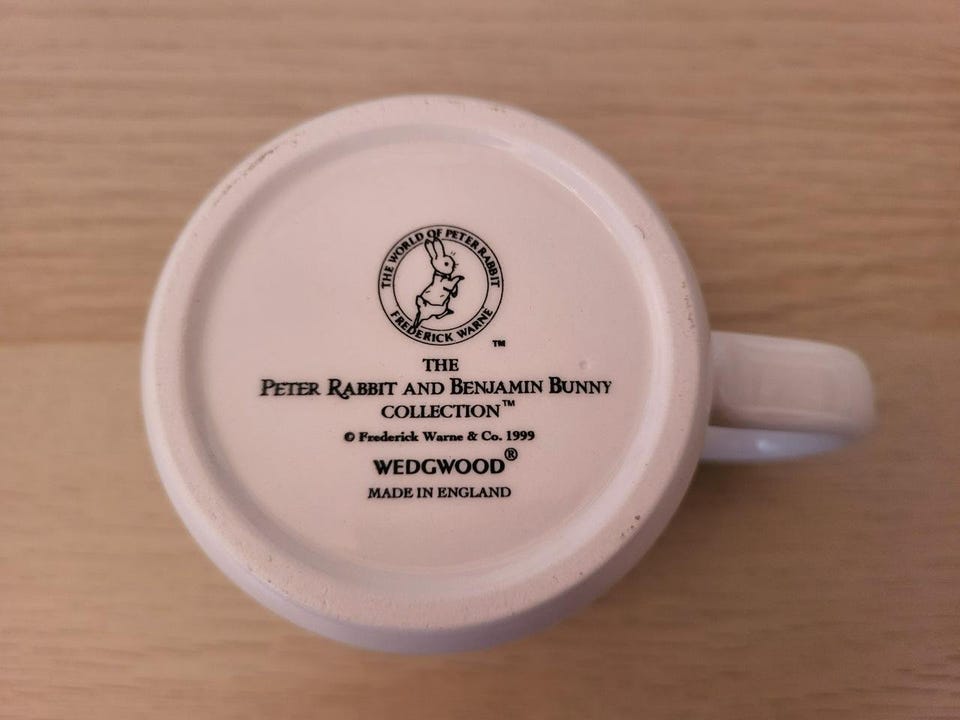 THE WORLD OF PETER RABBIT
FREDERICK WARNE
™
THE
PETER RABBIT AND BENJAMIN BUNNY
COLLECTION™
© Frederick Warne & Co. 1999
WEDGWOOD®
MADE IN ENGLAND